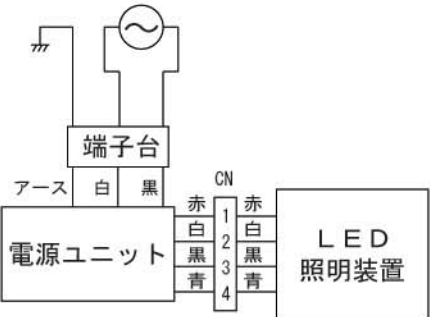 端子台
アース 白 黒
CN
赤 1 赤
白 2 白
黒 3 黒
青 4 青
電源ユニット
LED
照明装置